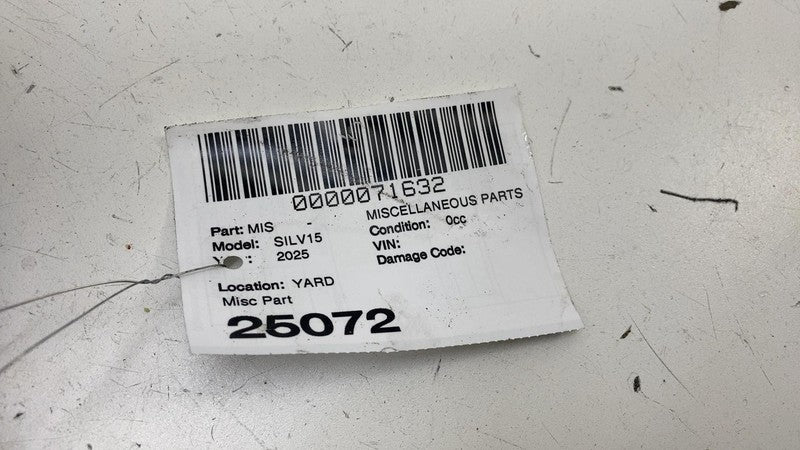 0000071632
Part: MIS - MISCELLANEOUS PARTS
Model: SILV15 Condition: 0cc
2025 VIN:
Damage Code:
Location: YARD
Misc Part
25072